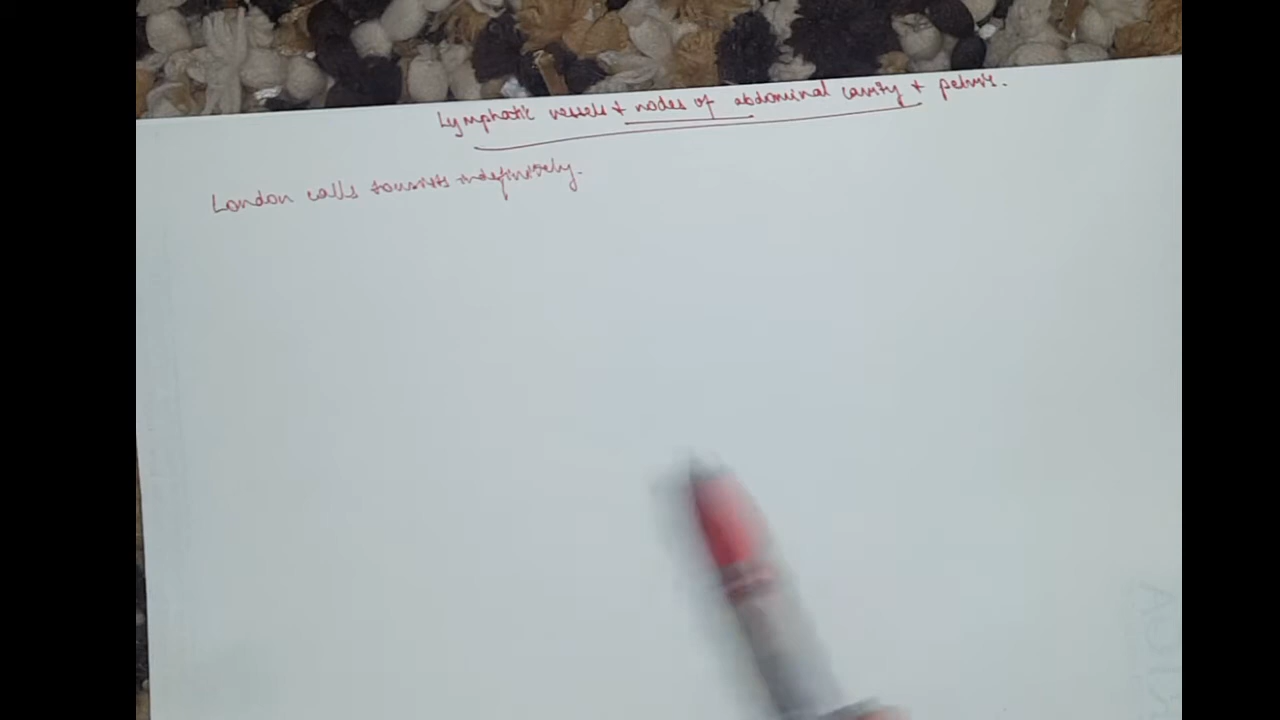 Lymphatic vessels + nodes of abdominal cavity + pelvis.
London calls tourists indefinitely.